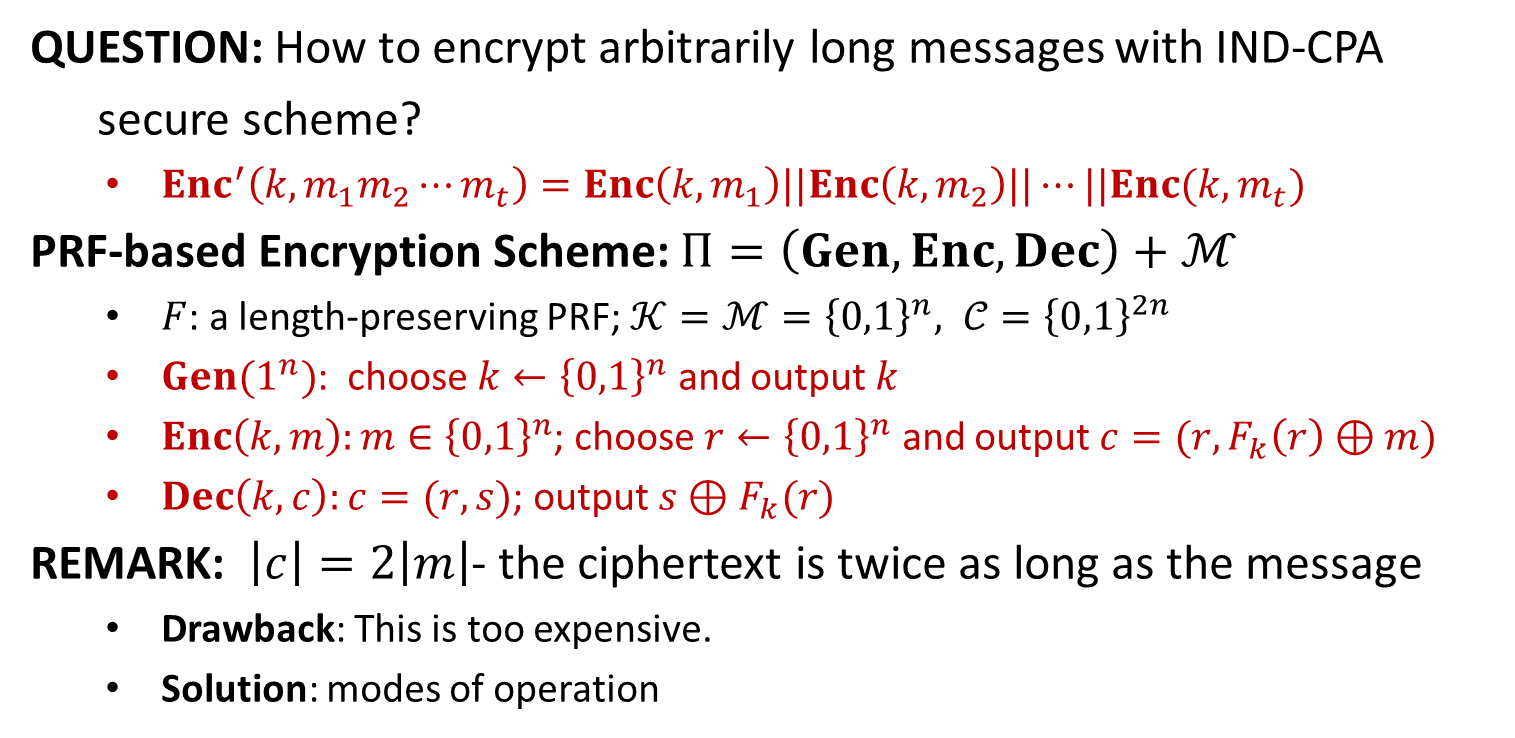 QUESTION: How to encrypt arbitrarily long messages with IND-CPA
secure scheme?
• Enc′(k, m₁m₂ ⋯ mₜ) = Enc(k, m₁)||Enc(k, m₂)|| ⋯ ||Enc(k, mₜ)
PRF-based Encryption Scheme: Π = (Gen, Enc, Dec) + ℳ
• F: a length-preserving PRF; 𝒦 = ℳ = {0,1}ⁿ, 𝒞 = {0,1}²ⁿ
• Gen(1ⁿ): choose k ← {0,1}ⁿ and output k
• Enc(k, m): m ∈ {0,1}ⁿ; choose r ← {0,1}ⁿ and output c = (r, Fₖ(r) ⊕ m)
• Dec(k, c): c = (r, s); output s ⊕ Fₖ(r)
REMARK: |c| = 2|m|- the ciphertext is twice as long as the message
• Drawback: This is too expensive.
• Solution: modes of operation